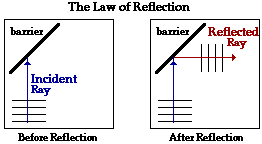 The Law of Reflection
barrier
Incident
Ray
Before Reflection
barrier
Reflected
Ray
After Reflection